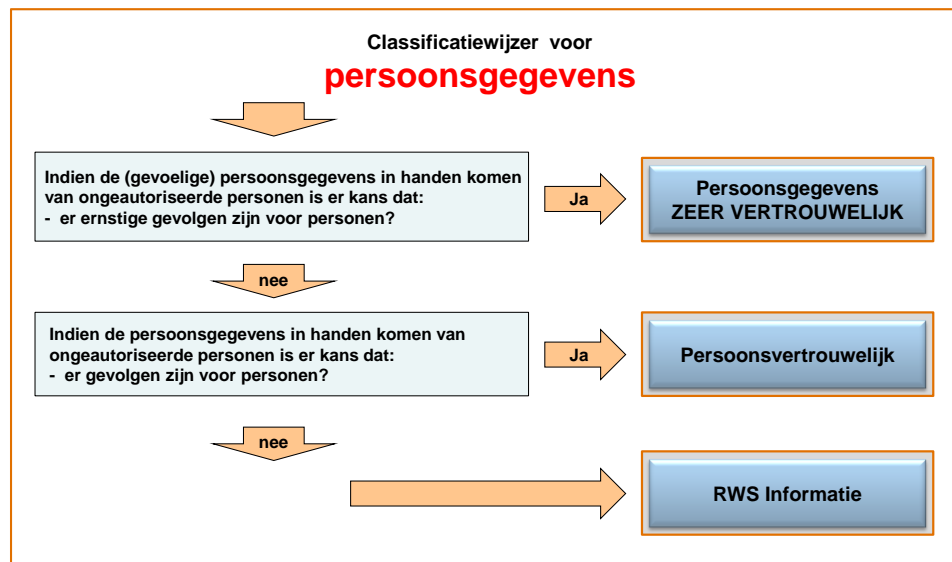 Classificatiewijzer voor
persoonsgegevens
Indien de (gevoelige) persoonsgegevens in handen komen
van ongeautoriseerde personen is er kans dat:
- er ernstige gevolgen zijn voor personen?
Ja
Persoonsgegevens
ZEER VERTROUWELIJK
nee
Indien de persoonsgegevens in handen komen van
ongeautoriseerde personen is er kans dat:
- er gevolgen zijn voor personen?
Ja
Persoonsvertrouwelijk
nee
RWS Informatie